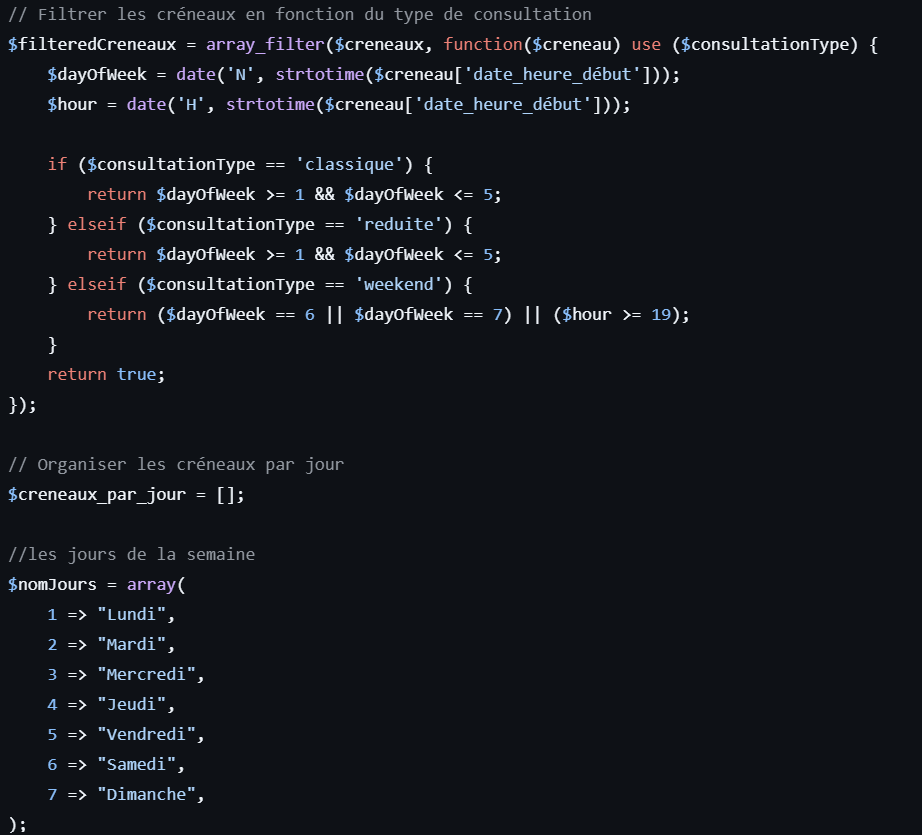 // Filtrer les créneaux en fonction du type de consultation
$filteredCreneaux = array_filter($creneaux, function($creneau) use ($consultationType) {
    $dayOfWeek = date('N', strtotime($creneau['date_heure_début']));
    $hour = date('H', strtotime($creneau['date_heure_début']));

    if ($consultationType == 'classique') {
        return $dayOfWeek >= 1 && $dayOfWeek <= 5;
    } elseif ($consultationType == 'reduite') {
        return $dayOfWeek >= 1 && $dayOfWeek <= 5;
    } elseif ($consultationType == 'weekend') {
        return ($dayOfWeek == 6 || $dayOfWeek == 7) || ($hour >= 19);
    }
    return true;
});

// Organiser les créneaux par jour
$creneaux_par_jour = [];

//les jours de la semaine
$nomJours = array(
    1 => "Lundi",
    2 => "Mardi",
    3 => "Mercredi",
    4 => "Jeudi",
    5 => "Vendredi",
    6 => "Samedi",
    7 => "Dimanche",
);